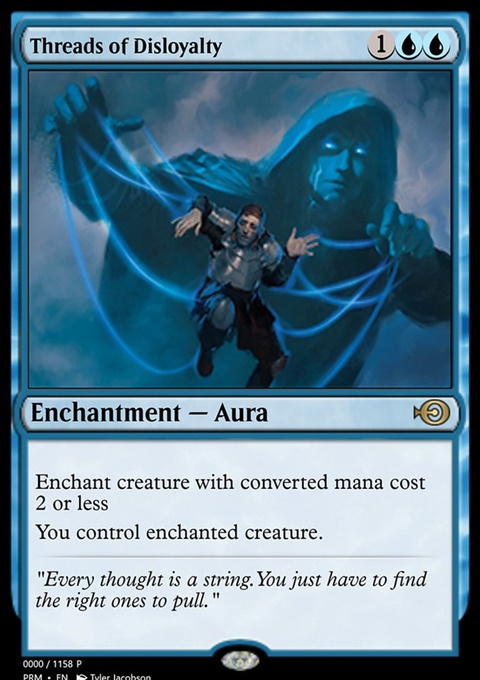 Threads of Disloyalty 1
Enchantment — Aura
Enchant creature with converted mana cost
2 or less
You control enchanted creature.
"Every thought is a string. You just have to find
the right ones to pull."
0000 / 1158 P
PRM • EN Tyler Jacobson